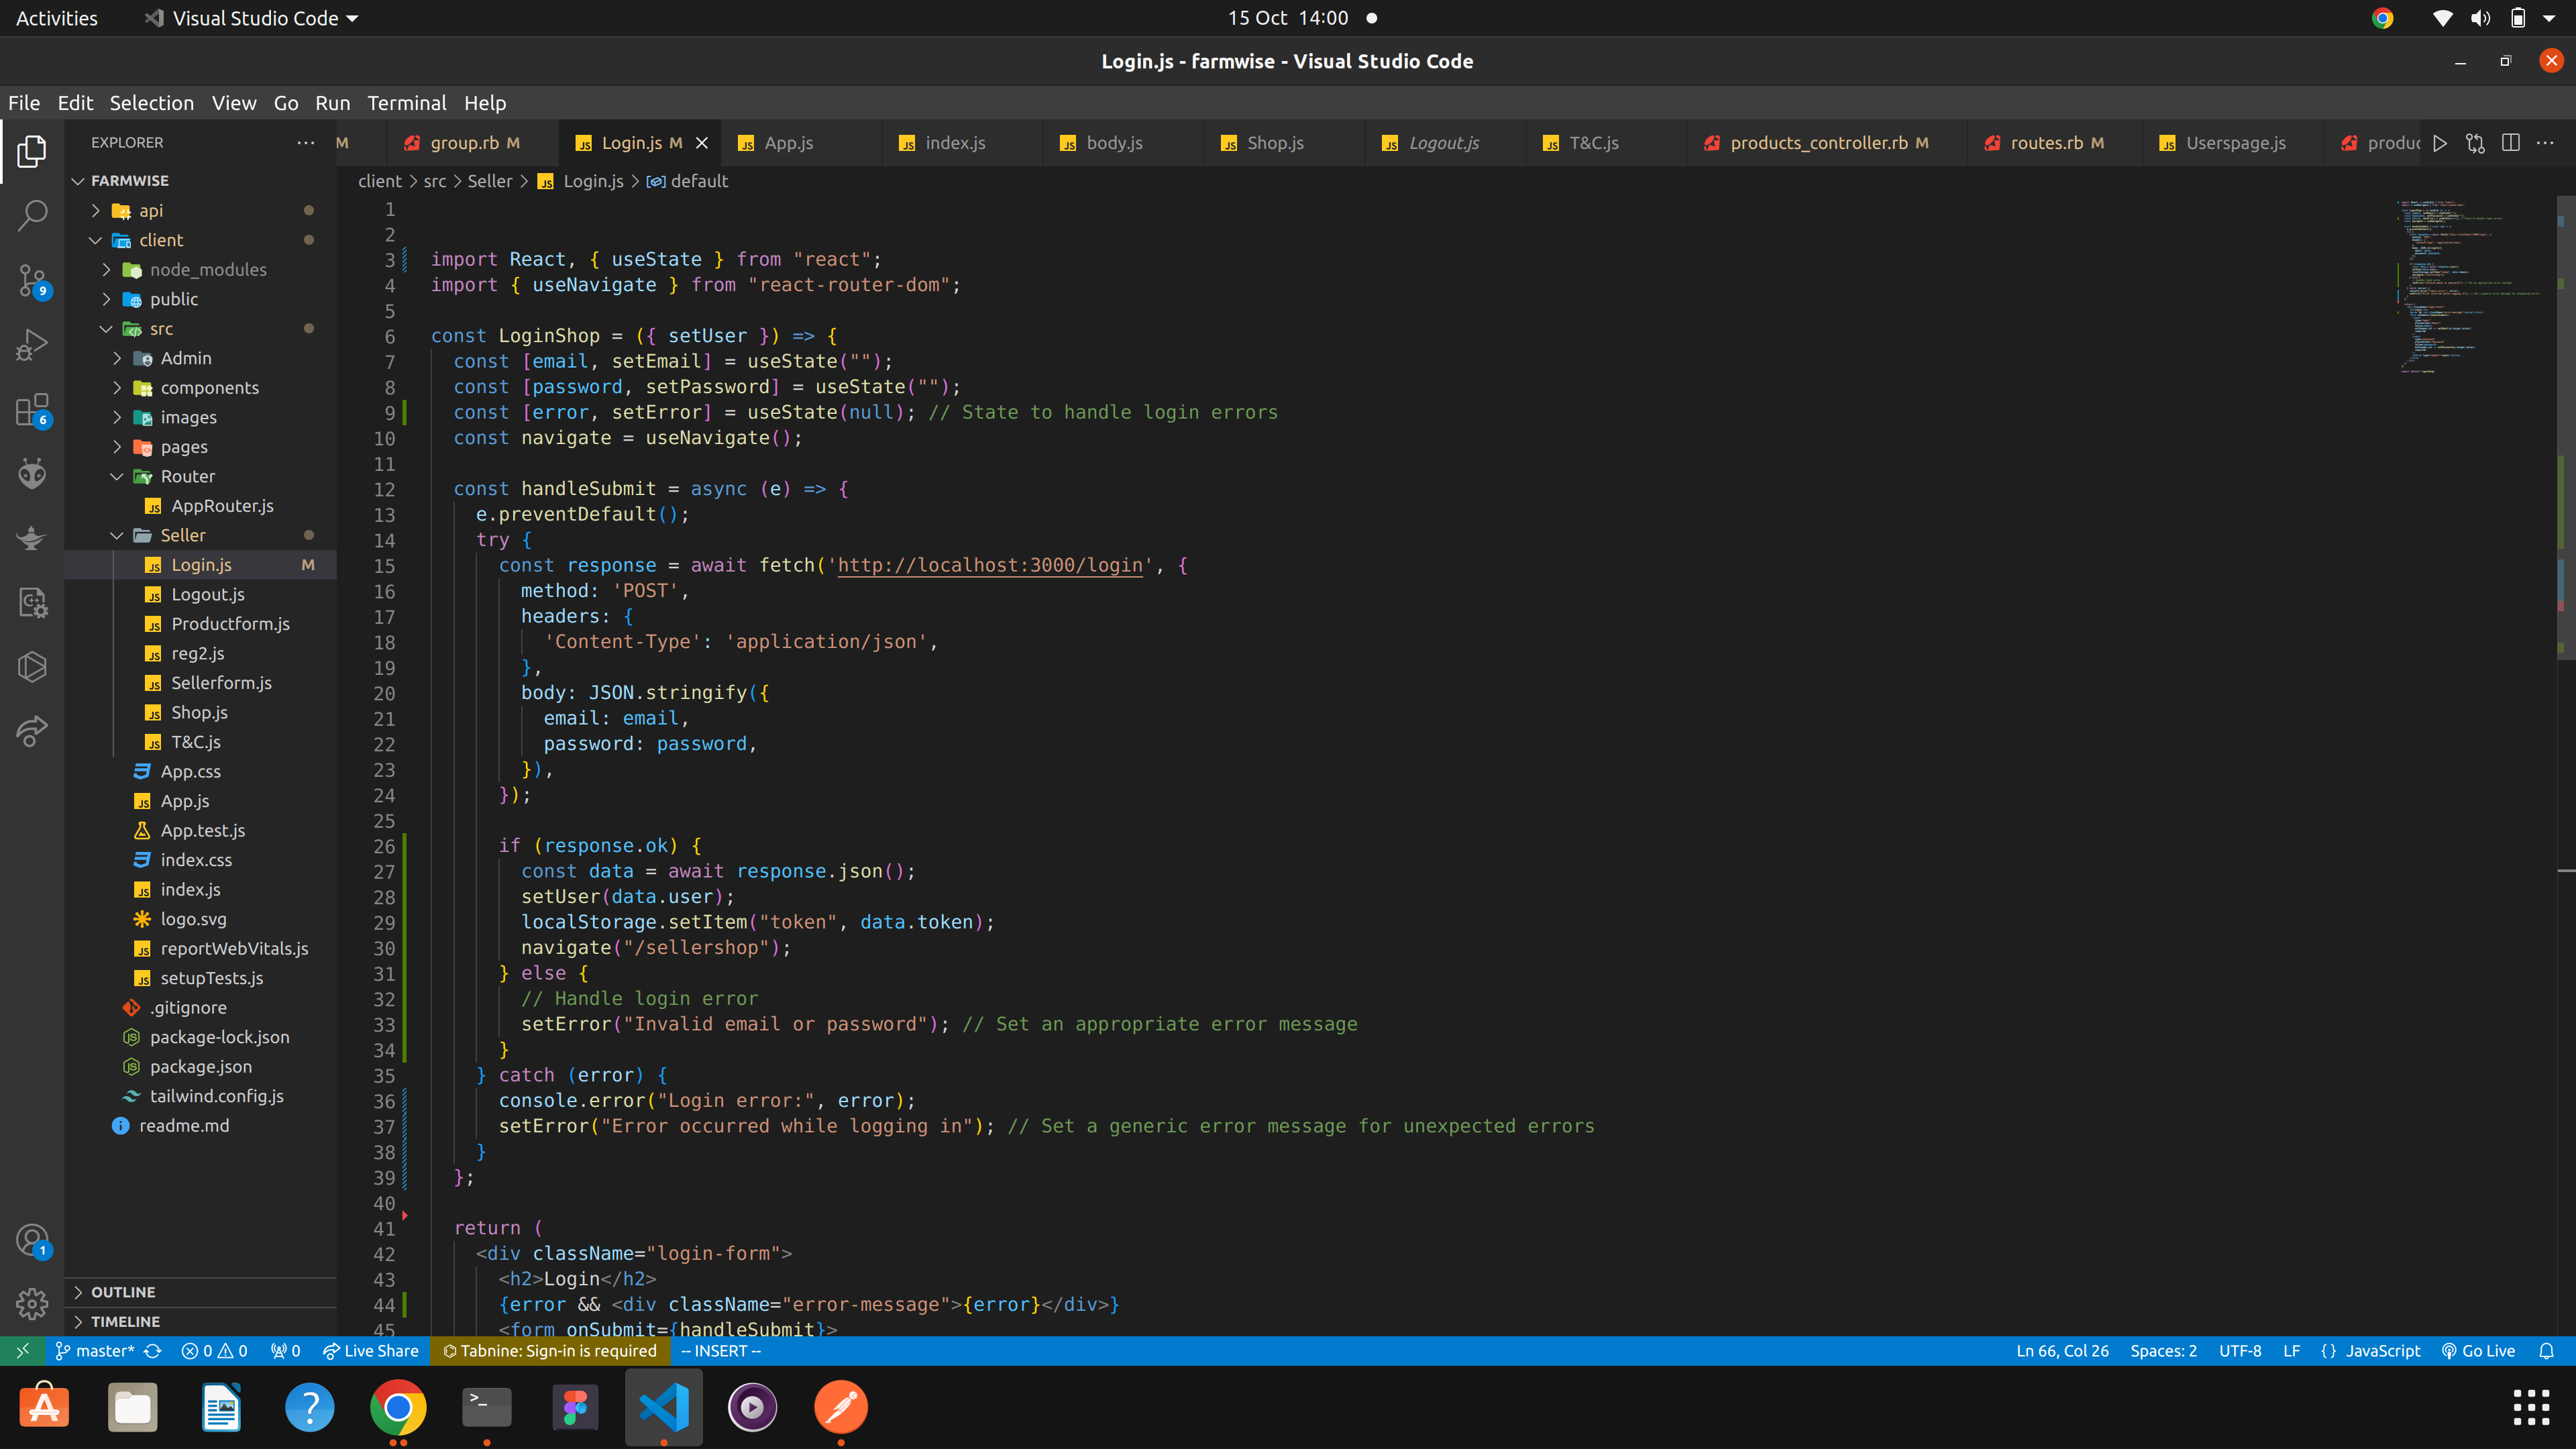 Activities Visual Studio Code 15 Oct 14:00
Login.js - farmwise - Visual Studio Code
File Edit Selection View Go Run Terminal Help
EXPLORER M group.rb M Login.js M App.js index.js body.js Shop.js Logout.js T&C.js products_controller.rb M routes.rb M Userspage.js produc
FARMWISE
client src Seller Login.js default
api
client
node_modules
public
src
Admin
components
images
pages
Router
AppRouter.js
Seller
Login.js M
Logout.js
Productform.js
reg2.js
Sellerform.js
Shop.js
T&C.js
App.css
App.js
App.test.js
index.css
index.js
logo.svg
reportWebVitals.js
setupTests.js
.gitignore
package-lock.json
package.json
tailwind.config.js
readme.md
OUTLINE
TIMELINE
9
6
1
1
2
3 import React, { useState } from "react";
4 import { useNavigate } from "react-router-dom";
5
6 const LoginShop = ({ setUser }) => {
7 const [email, setEmail] = useState("");
8 const [password, setPassword] = useState("");
9 const [error, setError] = useState(null); // State to handle login errors
10 const navigate = useNavigate();
11
12 const handleSubmit = async (e) => {
13 e.preventDefault();
14 try {
15 const response = await fetch('http://localhost:3000/login', {
16 method: 'POST',
17 headers: {
18 'Content-Type': 'application/json',
19 },
20 body: JSON.stringify({
21 email: email,
22 password: password,
23 }),
24 });
25
26 if (response.ok) {
27 const data = await response.json();
28 setUser(data.user);
29 localStorage.setItem("token", data.token);
30 navigate("/sellershop");
31 } else {
32 // Handle login error
33 setError("Invalid email or password"); // Set an appropriate error message
34 }
35 } catch (error) {
36 console.error("Login error:", error);
37 setError("Error occurred while logging in"); // Set a generic error message for unexpected errors
38 }
39 };
40
41 return (
42 <div className="login-form">
43 <h2>Login</h2>
44 {error && <div className="error-message">{error}</div>}
45 <form onSubmit={handleSubmit}>
master* 0 0 0 Live Share Tabnine: Sign-in is required -- INSERT -- Ln 66, Col 26 Spaces: 2 UTF-8 LF {} JavaScript Go Live